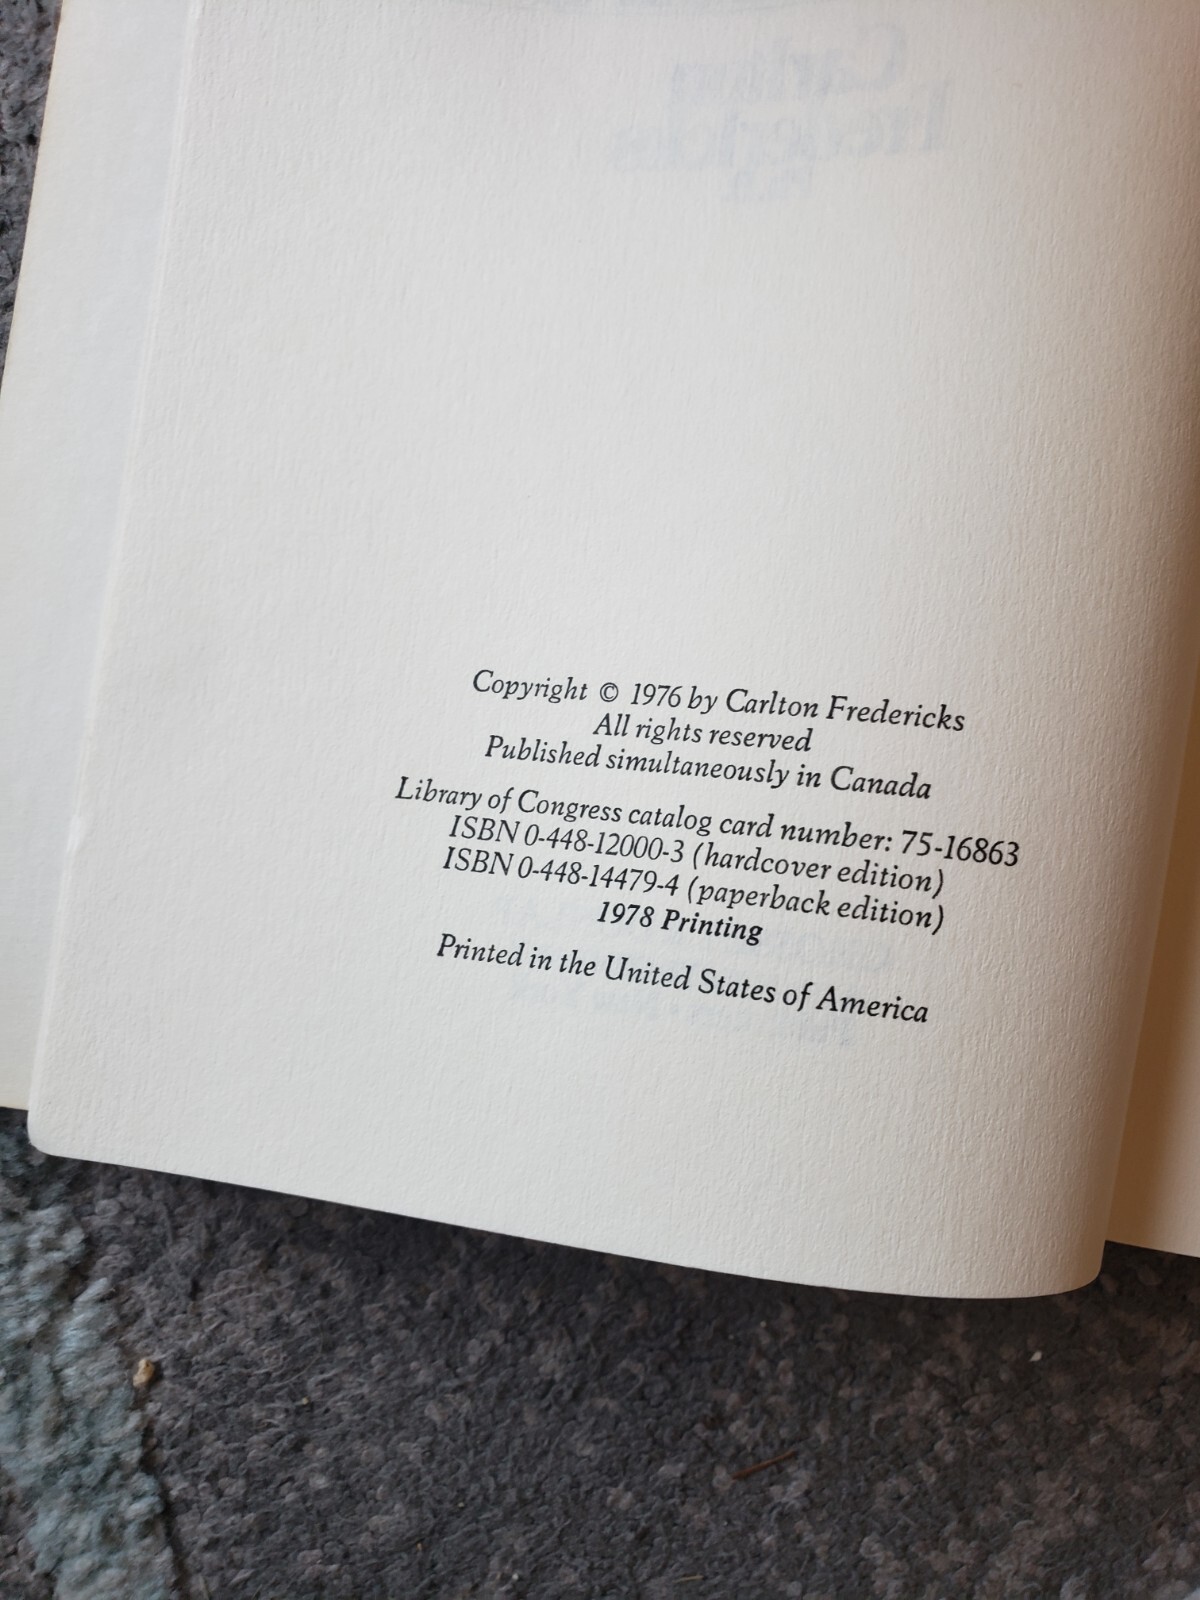 Copyright © 1976 by Carlton Fredericks
All rights reserved
Published simultaneously in Canada
Library of Congress catalog card number: 75-16863
ISBN 0-448-12000-3 (hardcover edition)
ISBN 0-448-14479-4 (paperback edition)
1978 Printing
Printed in the United States of America